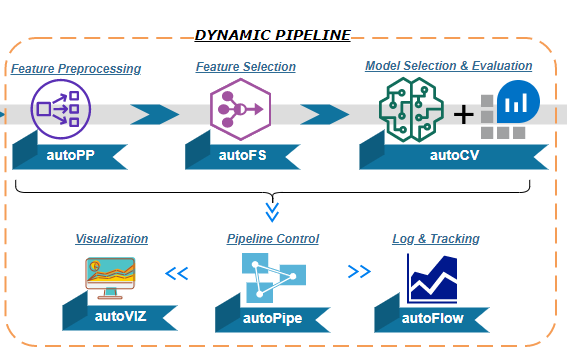 DYNAMIC PIPELINE
Feature Preprocessing
Feature Selection
Model Selection & Evaluation
autoPP
autoFS
autoCV
Visualization
Pipeline Control
Log & Tracking
autoVIZ
autoPipe
autoFlow